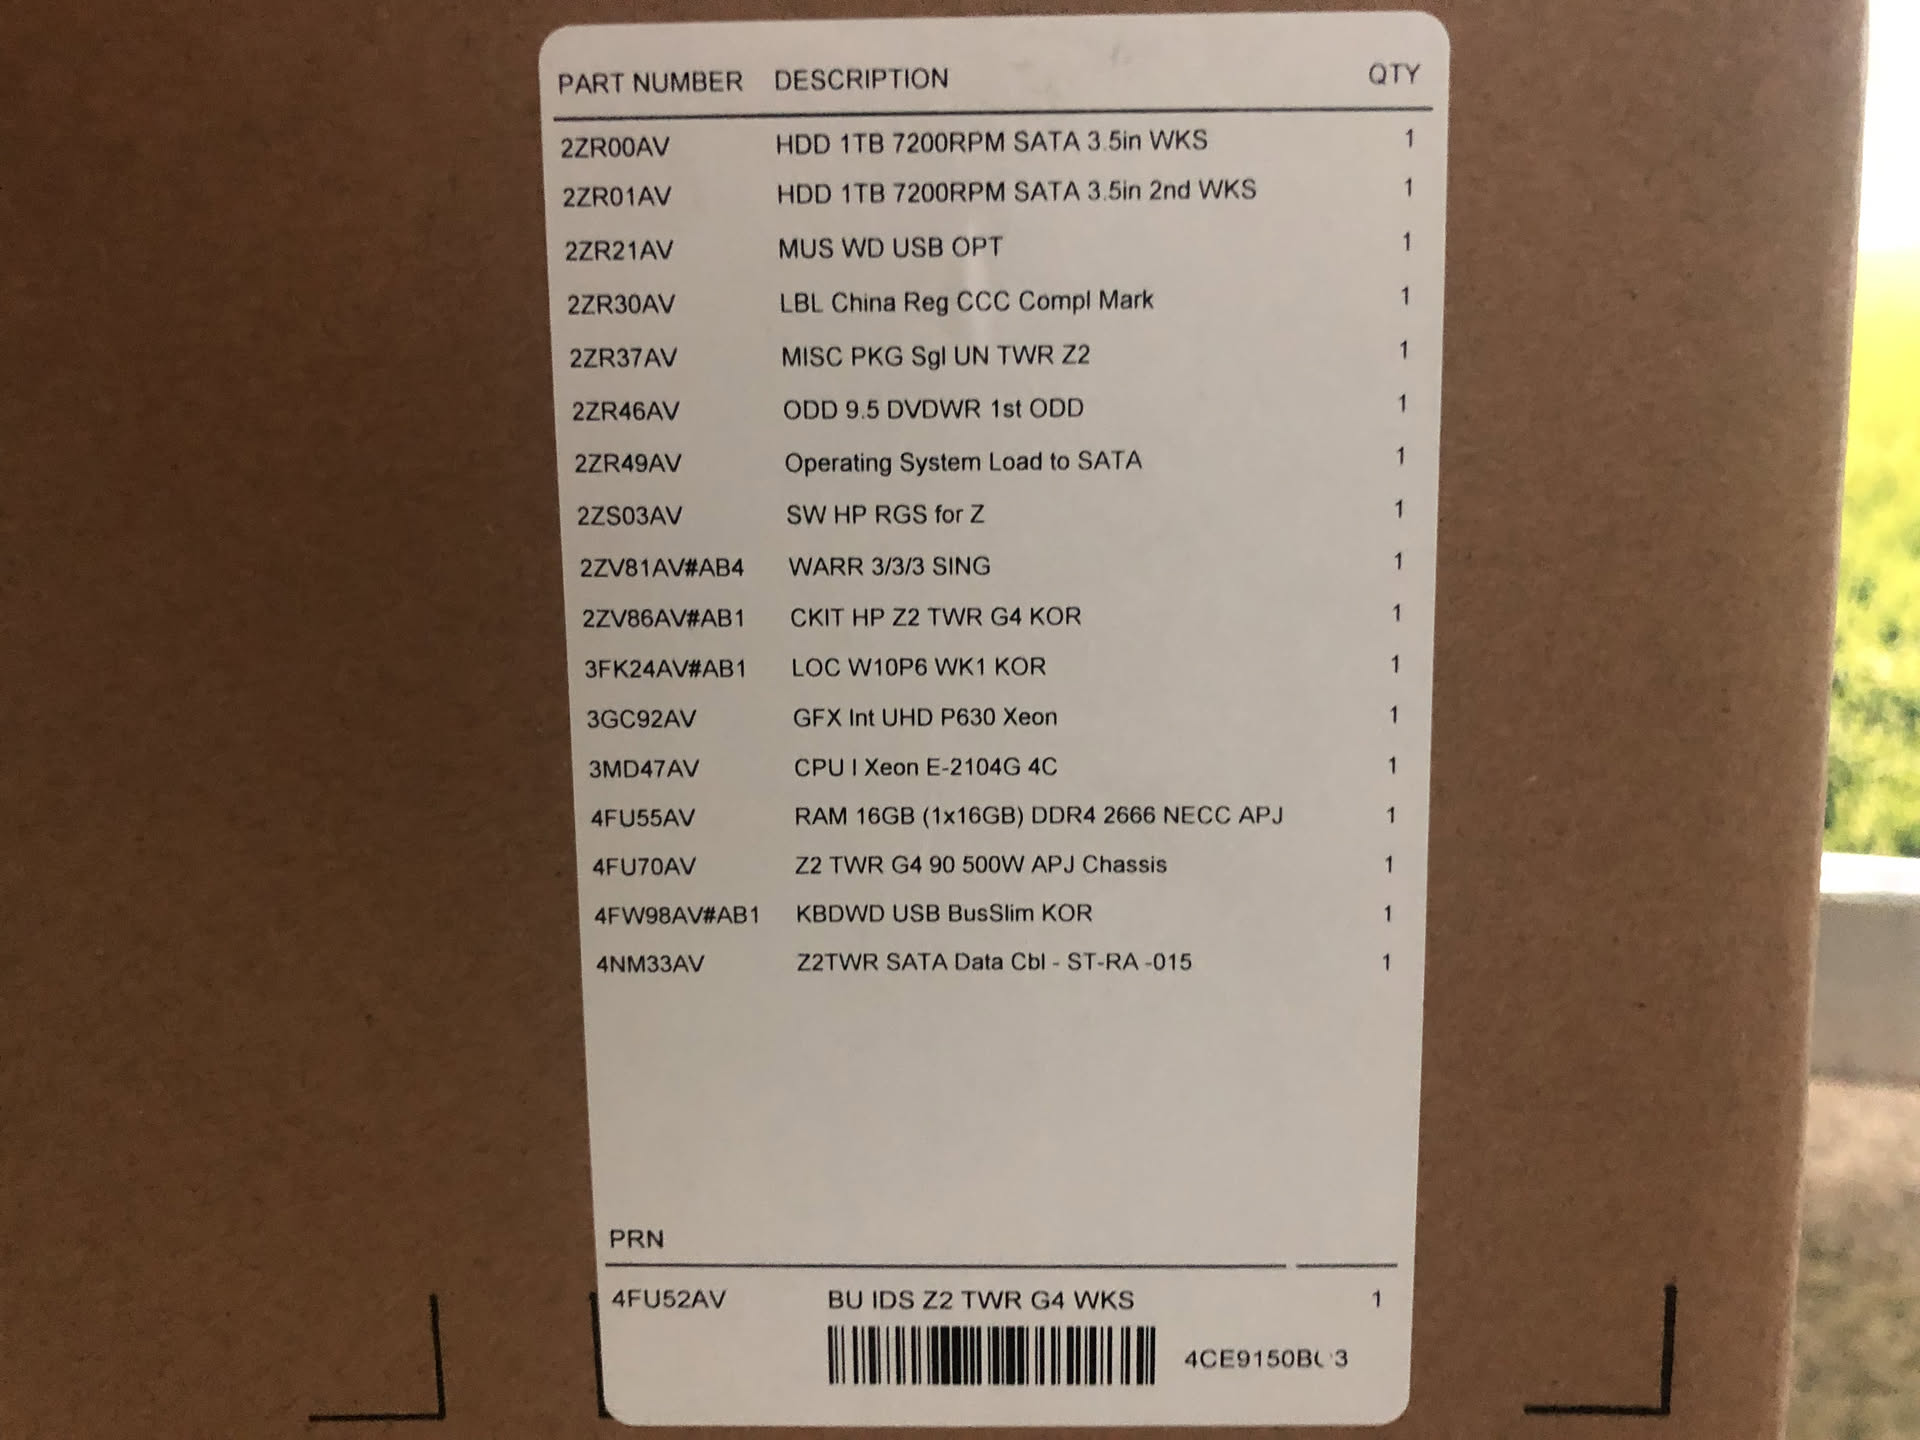 PART NUMBER DESCRIPTION QTY
2ZR00AV HDD 1TB 7200RPM SATA 3.5in WKS 1
2ZR01AV HDD 1TB 7200RPM SATA 3.5in 2nd WKS 1
2ZR21AV MUS WD USB OPT 1
2ZR30AV LBL China Reg CCC Compl Mark 1
2ZR37AV MISC PKG Sgl UN TWR Z2 1
2ZR46AV ODD 9.5 DVDWR 1st ODD 1
2ZR49AV Operating System Load to SATA 1
2ZS03AV SW HP RGS for Z 1
2ZV81AV#AB4 WARR 3/3/3 SING 1
2ZV86AV#AB1 CKIT HP Z2 TWR G4 KOR 1
3FK24AV#AB1 LOC W10P6 WK1 KOR 1
3GC92AV GFX Int UHD P630 Xeon 1
3MD47AV CPU I Xeon E-2104G 4C 1
4FU55AV RAM 16GB (1x16GB) DDR4 2666 NECC APJ 1
4FU70AV Z2 TWR G4 90 500W APJ Chassis 1
4FW98AV#AB1 KBDWD USB BusSlim KOR 1
4NM33AV Z2TWR SATA Data Cbl - ST-RA -015 1
PRN
4FU52AV BU IDS Z2 TWR G4 WKS 1